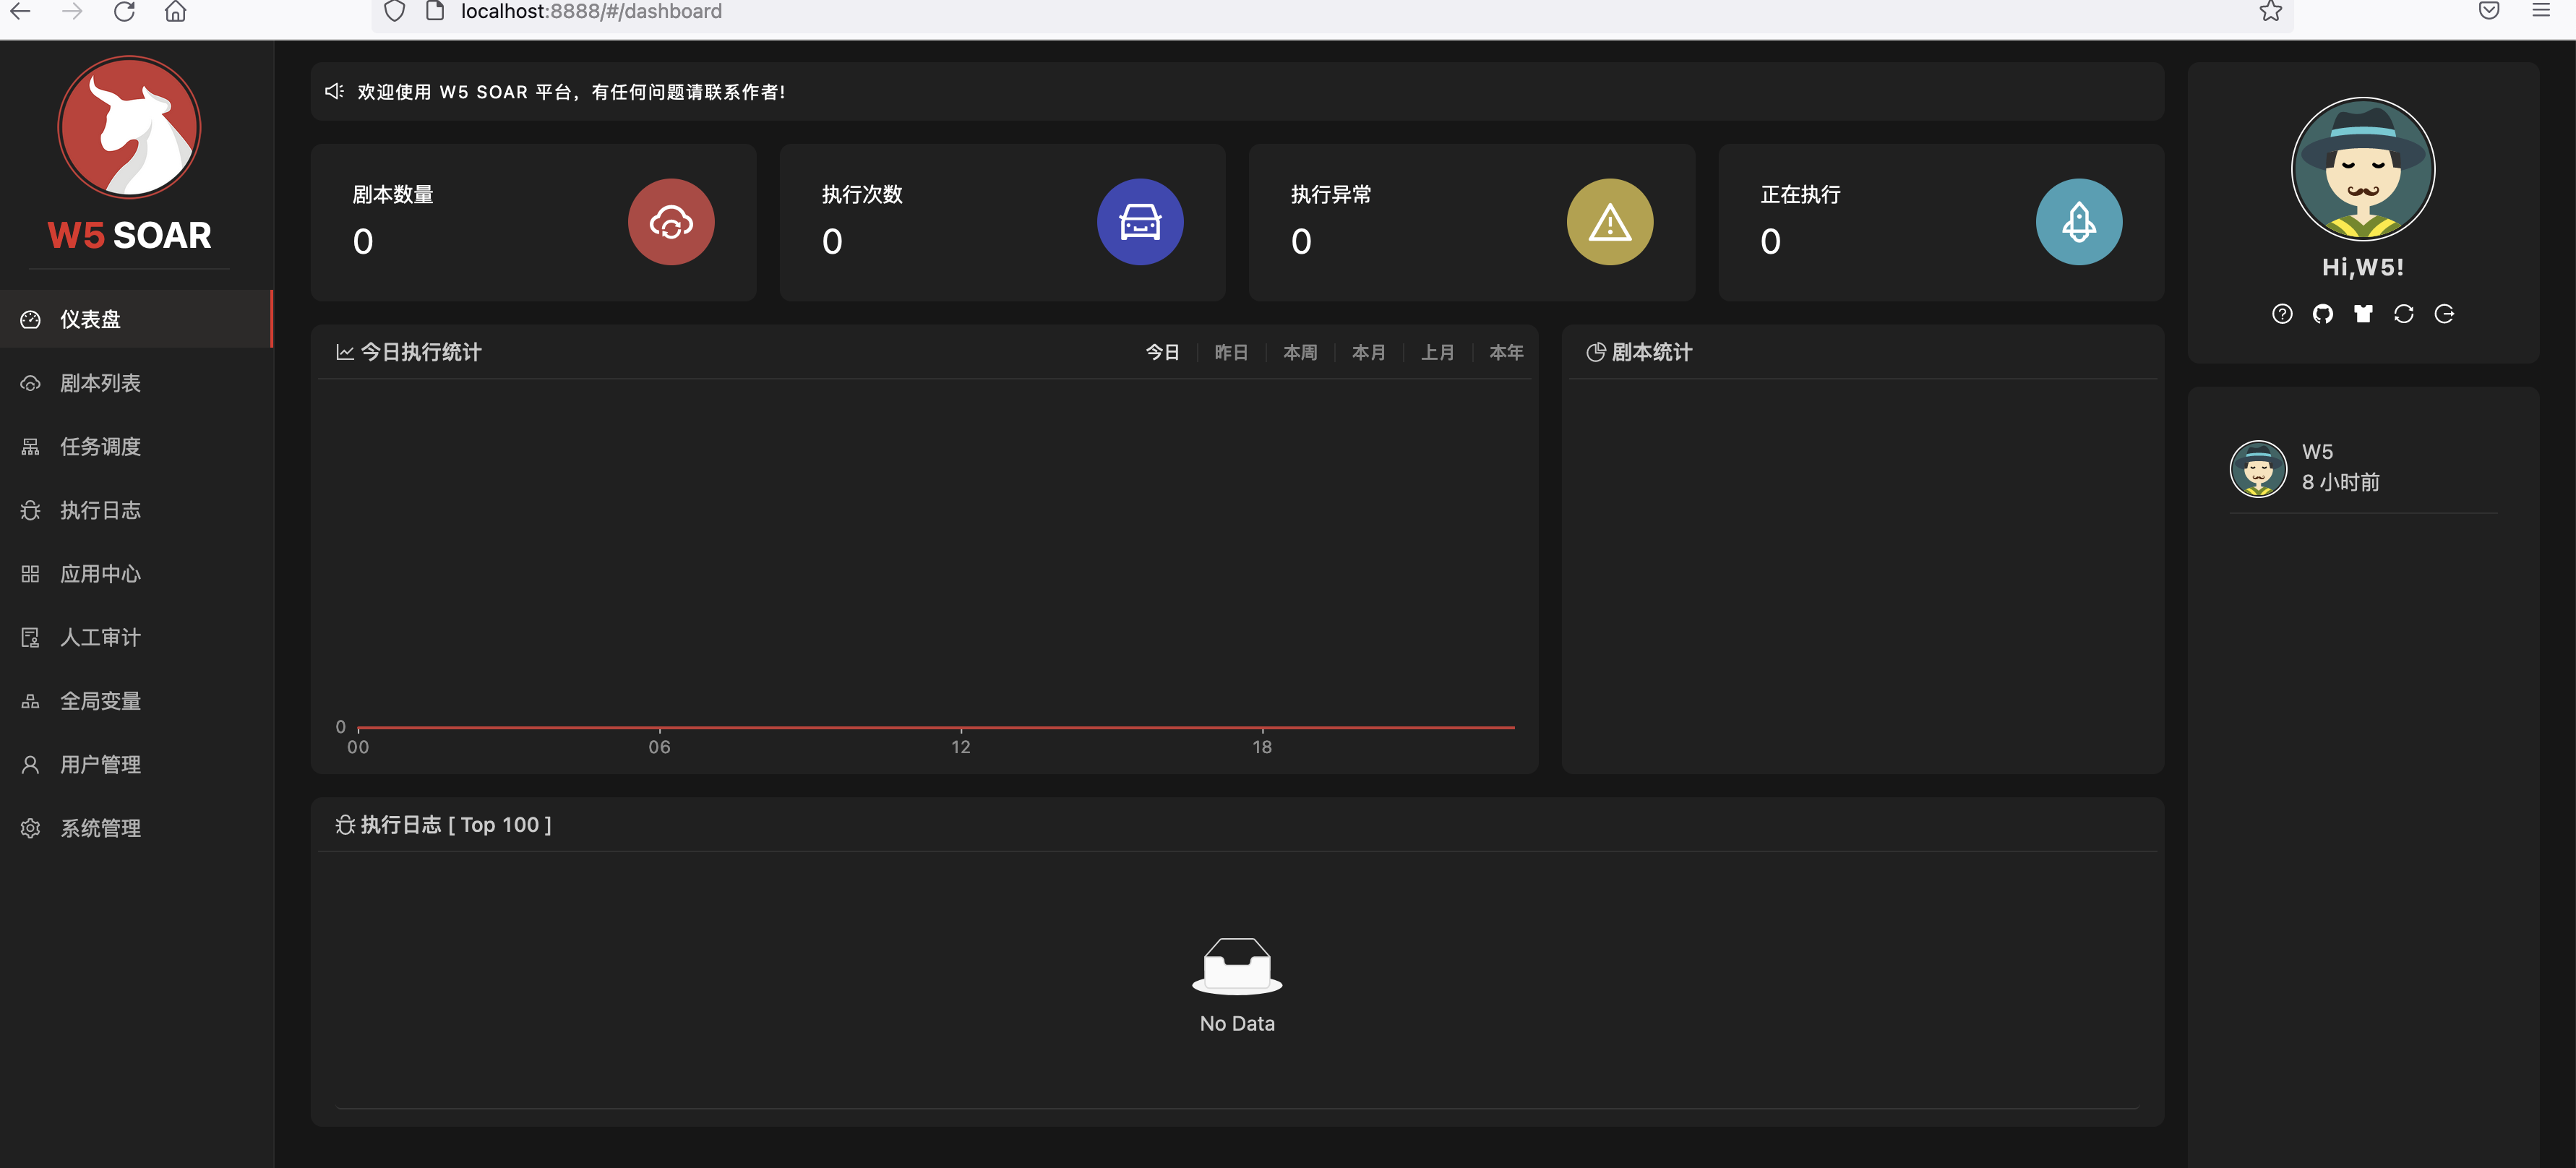 localhost:8888/#/dashboard
W5 SOAR
仪表盘
剧本列表
任务调度
执行日志
应用中心
人工审计
全局变量
用户管理
系统管理
欢迎使用 W5 SOAR 平台，有任何问题请联系作者!
剧本数量
0
执行次数
0
执行异常
0
正在执行
0
今日执行统计
今日 昨日 本周 本月 上月 本年
0
00 06 12 18
剧本统计
执行日志 [ Top 100 ]
No Data
Hi,W5!
W5
8 小时前